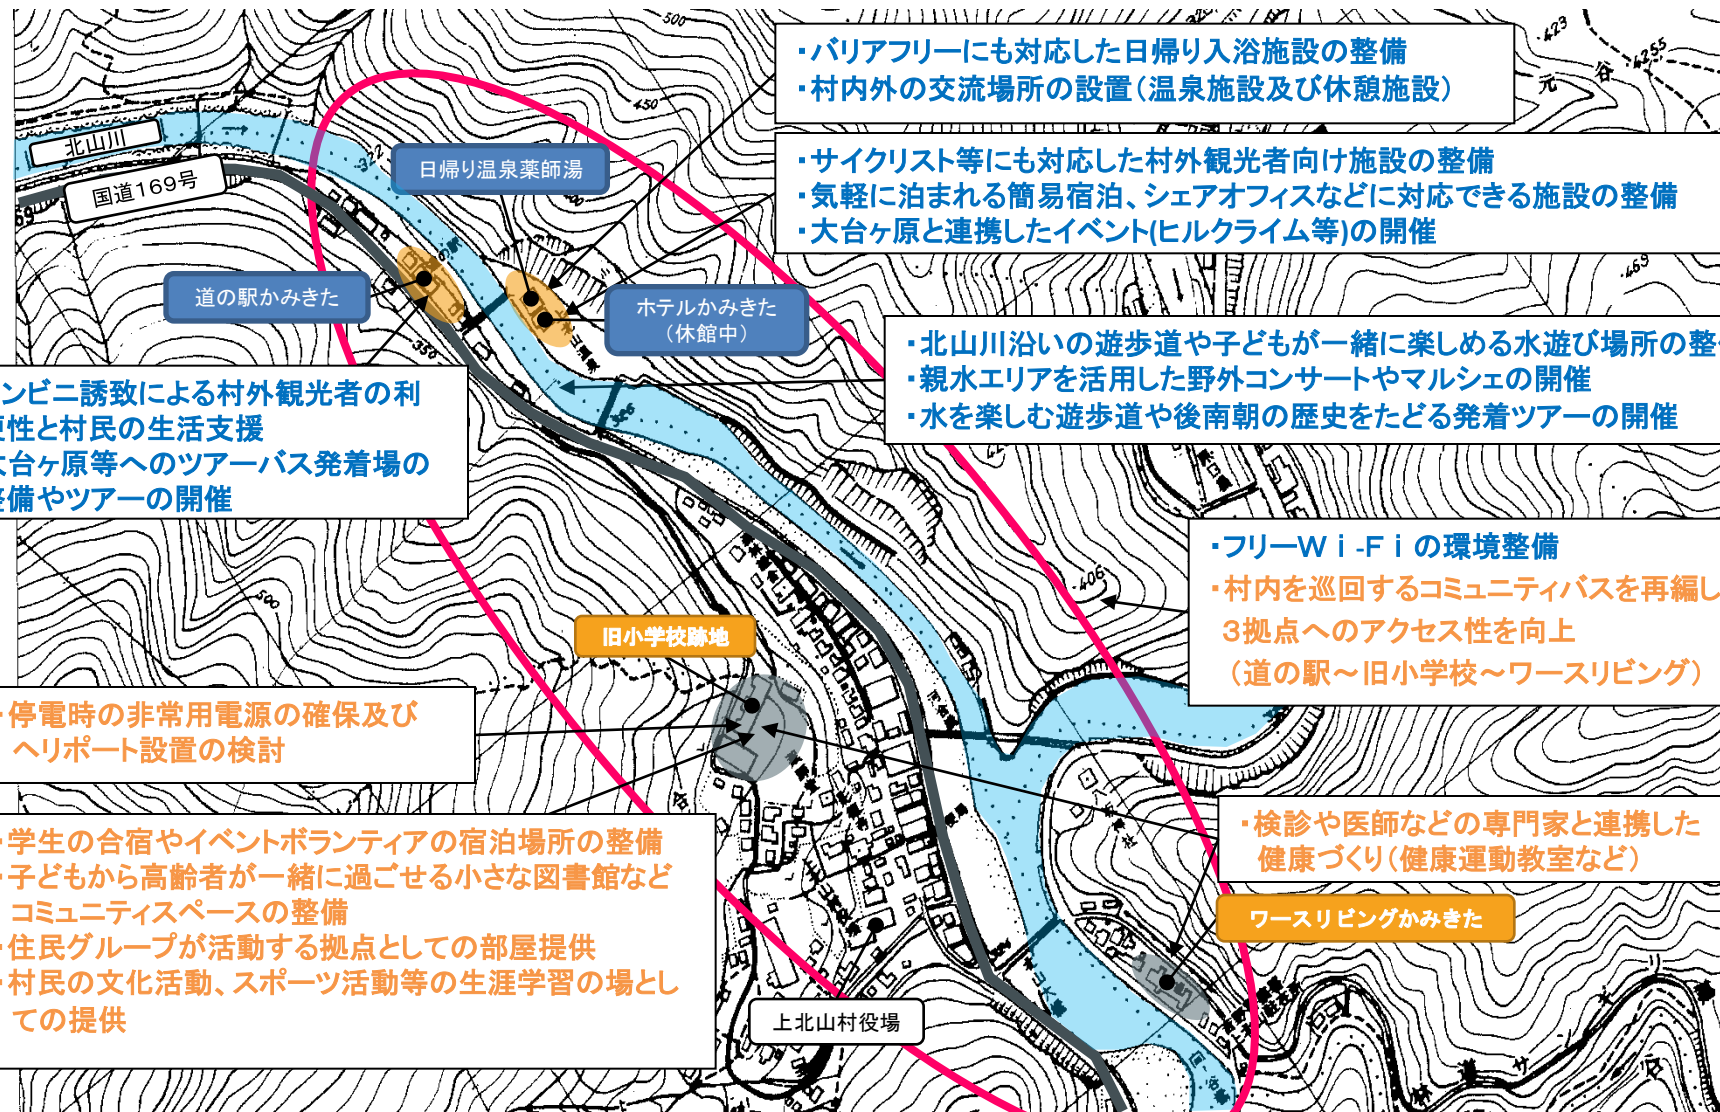 ・バリアフリーにも対応した日帰り入浴施設の整備
・村内外の交流場所の設置(温泉施設及び休憩施設)
・サイクリスト等にも対応した村外観光者向け施設の整備
・気軽に泊まれる簡易宿泊、シェアオフィスなどに対応できる施設の整備
・大台ヶ原と連携したイベント(ヒルクライム等)の開催
北山川
国道169号
日帰り温泉薬師湯
道の駅かみきた
ホテルかみきた
(休館中)
・北山川沿いの遊歩道や子どもが一緒に楽しめる水遊び場所の整
・親水エリアを活用した野外コンサートやマルシェの開催
・水を楽しむ遊歩道や後南朝の歴史をたどる発着ツアーの開催
ンビニ誘致による村外観光者の利
便性と村民の生活支援
大台ヶ原等へのツアーバス発着場の
整備やツアーの開催
・フリーWi-Fiの環境整備
・村内を巡回するコミュニティバスを再編し
3拠点へのアクセス性を向上
(道の駅～旧小学校～ワースリビング)
旧小学校跡地
・停電時の非常用電源の確保及び
ヘリポート設置の検討
・学生の合宿やイベントボランティアの宿泊場所の整備
・子どもから高齢者が一緒に過ごせる小さな図書館など
コミュニティスペースの整備
・住民グループが活動する拠点としての部屋提供
・村民の文化活動、スポーツ活動等の生涯学習の場とし
ての提供
・検診や医師などの専門家と連携した
健康づくり(健康運動教室など)
ワースリビングかみきた
上北山村役場
500
450
322
350
500
326
406
423
1255
469
元谷